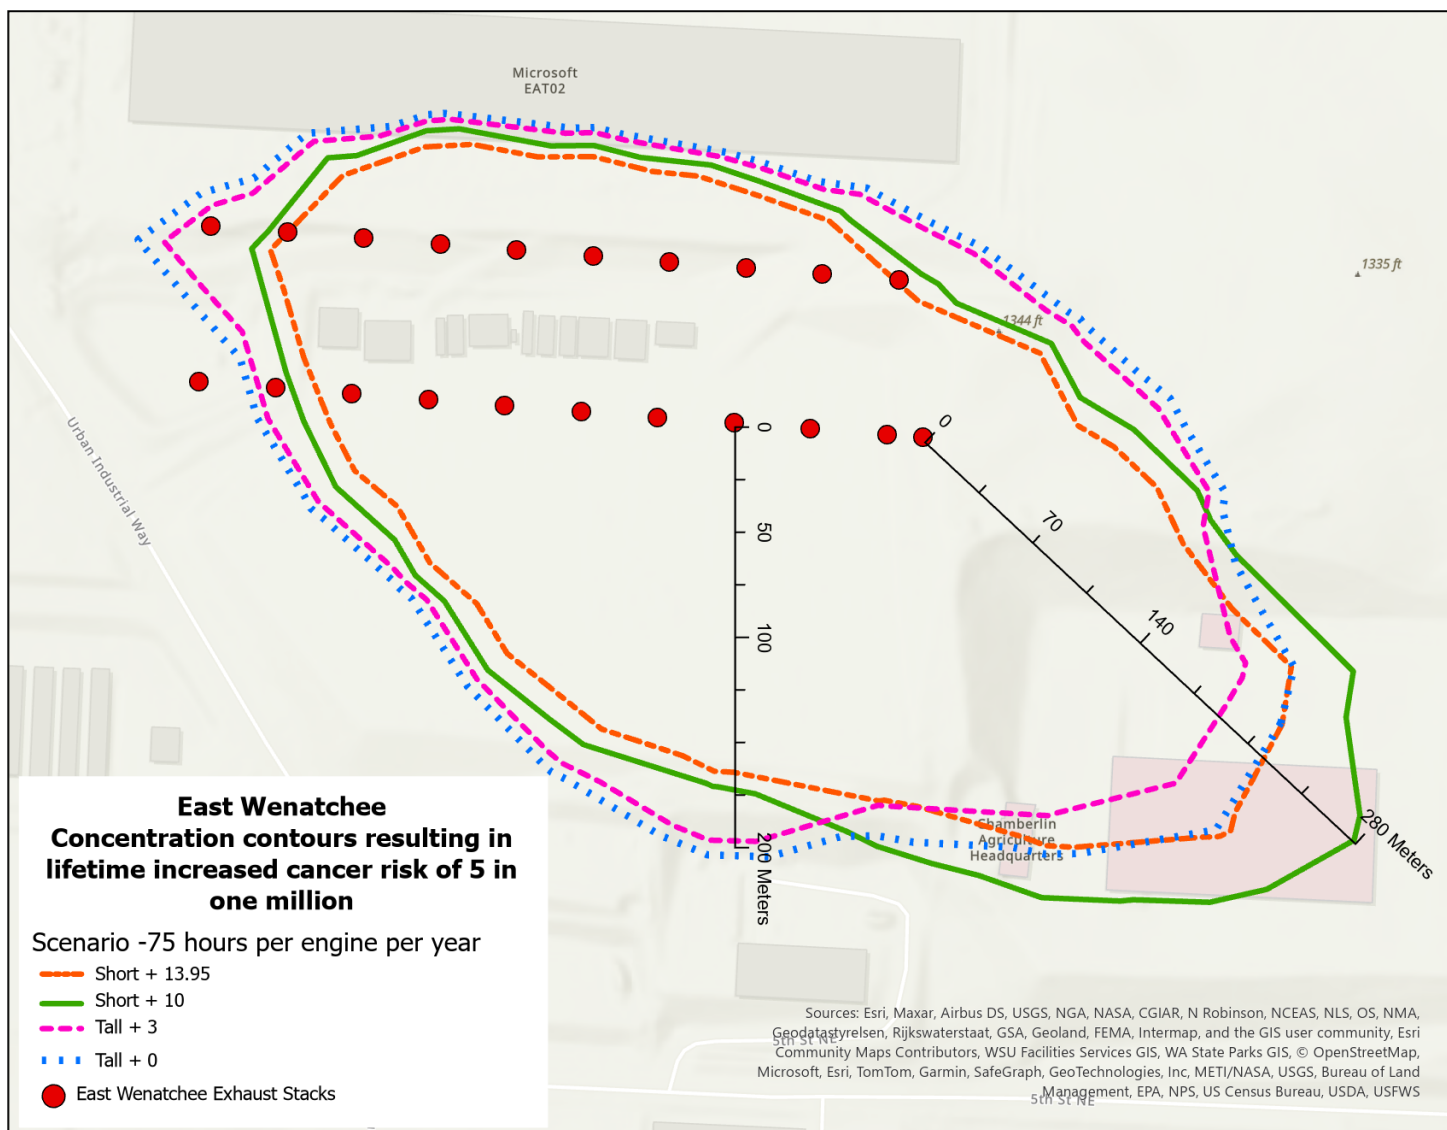 Microsoft
EAT02
1335 ft
1344 ft
Urban Industrial Way
0
50
100
200 Meters
0
70
140
280 Meters
Chamberlin
Agriculture
Headquarters
East Wenatchee
Concentration contours resulting in
lifetime increased cancer risk of 5 in
one million
Scenario -75 hours per engine per year
Short + 13.95
Short + 10
Tall + 3
Tall + 0
East Wenatchee Exhaust Stacks
5th St NE
5th St NE
Sources: Esri, Maxar, Airbus DS, USGS, NGA, NASA, CGIAR, N Robinson, NCEAS, NLS, OS, NMA,
Geodatastyrelsen, Rijkswaterstaat, GSA, Geoland, FEMA, Intermap, and the GIS user community, Esri
Community Maps Contributors, WSU Facilities Services GIS, WA State Parks GIS, © OpenStreetMap,
Microsoft, Esri, TomTom, Garmin, SafeGraph, GeoTechnologies, Inc, METI/NASA, USGS, Bureau of Land
Management, EPA, NPS, US Census Bureau, USDA, USFWS